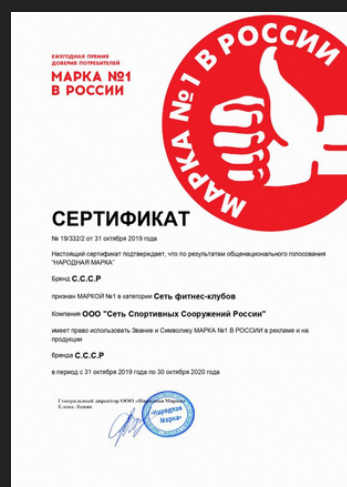 ЕЖЕГОДНАЯ ПРЕМИЯ
ДОВЕРИЯ ПОТРЕБИТЕЛЕЙ
МАРКА №1
В РОССИИ
МАРКА №1 В РОССИИ
СЕРТИФИКАТ
№ 19/332/2 от 31 октября 2019 года
Настоящий сертификат подтверждает, что по результатам общенационального голосования
"НАРОДНАЯ МАРКА"
Бренд С.С.С.Р
признан МАРКОЙ №1 в категории Сеть фитнес-клубов
Компания ООО "Сеть Спортивных Сооружений России"
имеет право использовать Звание и Символику МАРКА №1 В РОССИИ в рекламе и на
продукции
бренда С.С.С.Р
в период с 31 октября 2019 года по 30 октября 2020 года
Генеральный директор ООО «Народная Марка»
Елена
«Народная
Марка»